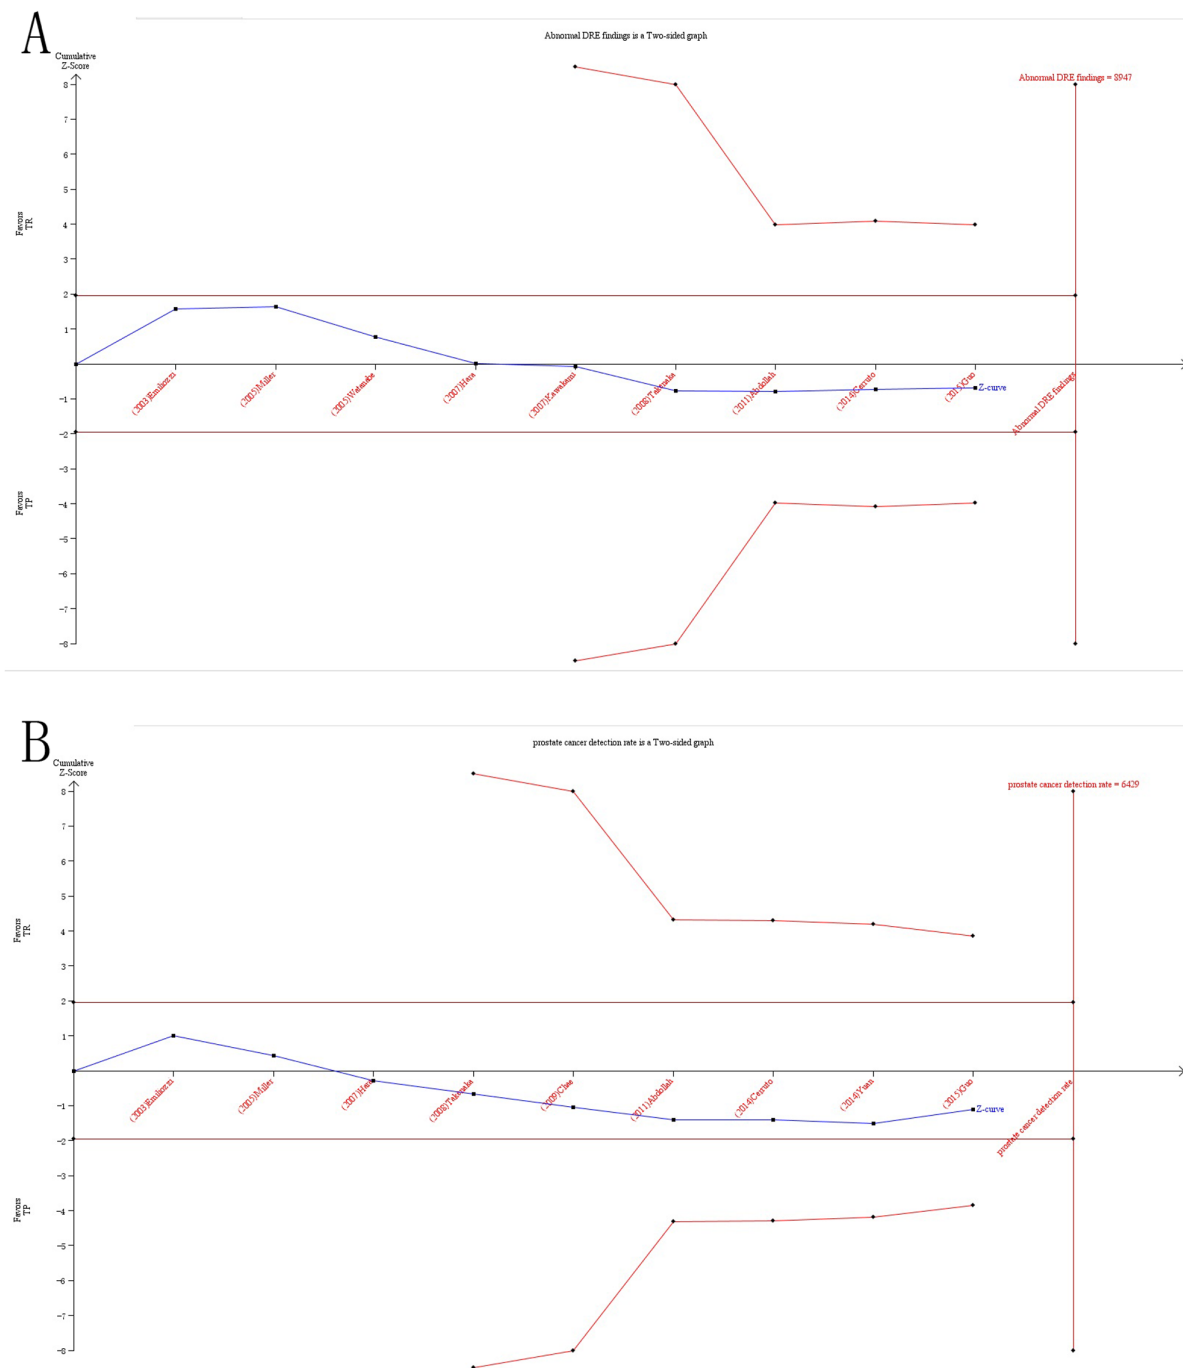 A
Abnormal DRE findings is a Two-sided graph
Cumulative
Z-Score
Abnormal DRE findings = 8947
8
7
6
5
4
3
2
1
-1
-2
-3
-4
-5
-6
-7
-8
Favors
TR
Favors
TP
(2003)Emiliozzi
(2005)Miller
(2005)Watanabe
(2007)Hara
(2007)Kawakami
(2008)Takenaka
(2011)Abdollah
(2014)Cerruto
(2015)Guo
Z-curve
Abnormal DRE findings
B
prostate cancer detection rate is a Two-sided graph
Cumulative
Z-Score
prostate cancer detection rate = 6429
8
7
6
5
4
3
2
1
-1
-2
-3
-4
-5
-6
-7
-8
Favors
TR
Favors
TP
(2003)Emiliozzi
(2005)Miller
(2007)Hara
(2008)Takenaka
(2009)Chae
(2011)Abdollah
(2014)Cerruto
(2014)Yuan
(2015)Guo
Z-curve
prostate cancer detection rate